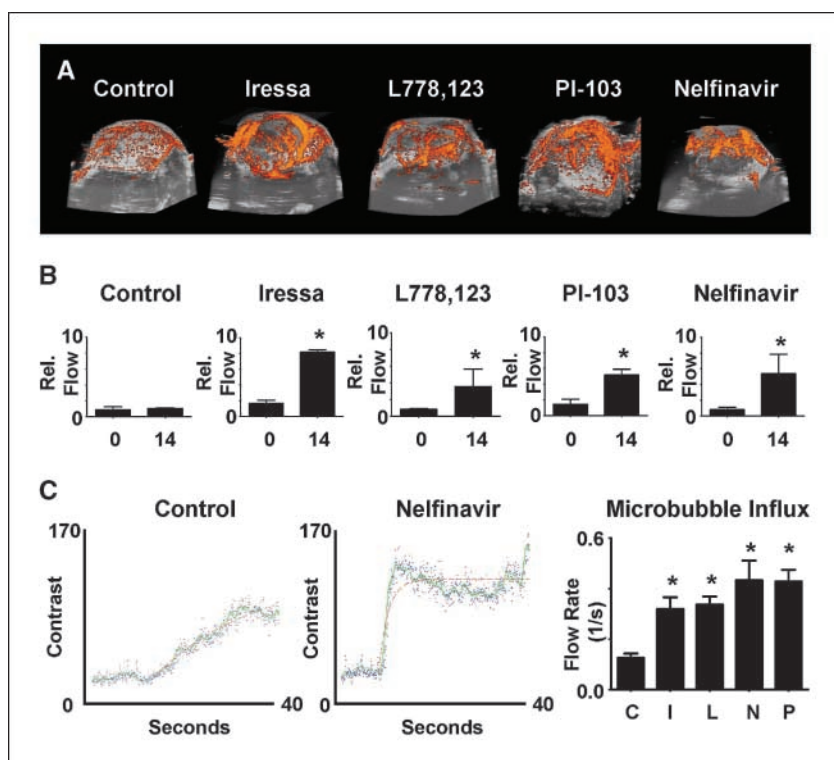 A
Control Iressa L778,123 PI-103 Nelfinavir
B
Control Iressa L778,123 PI-103 Nelfinavir
10 10 10 10 10
Rel. Flow Rel. Flow Rel. Flow Rel. Flow Rel. Flow
* * * *
0 0 0 0 0
0 14 0 14 0 14 0 14 0 14
C
Control Nelfinavir Microbubble Influx
170 170 0.6
Contrast Contrast Flow Rate (1/s)
* * * *
0 40 0 40 0.0
Seconds Seconds C I L N P